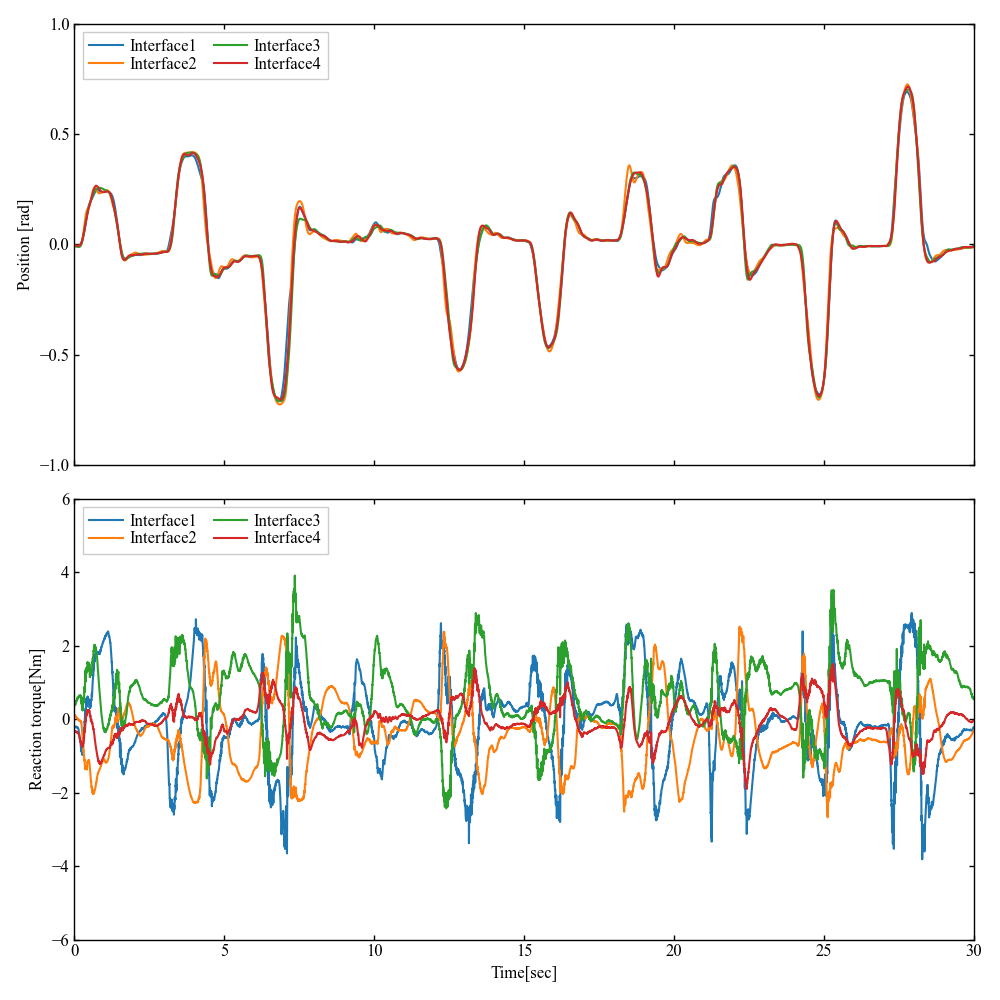 1.0
Interface1 Interface3
Interface2 Interface4
0.5
Position [rad]
0.0
−0.5
−1.0
6
Interface1 Interface3
Interface2 Interface4
4
2
Reaction torque[Nm]
0
−2
−4
−6
0 5 10 15 20 25 30
Time[sec]